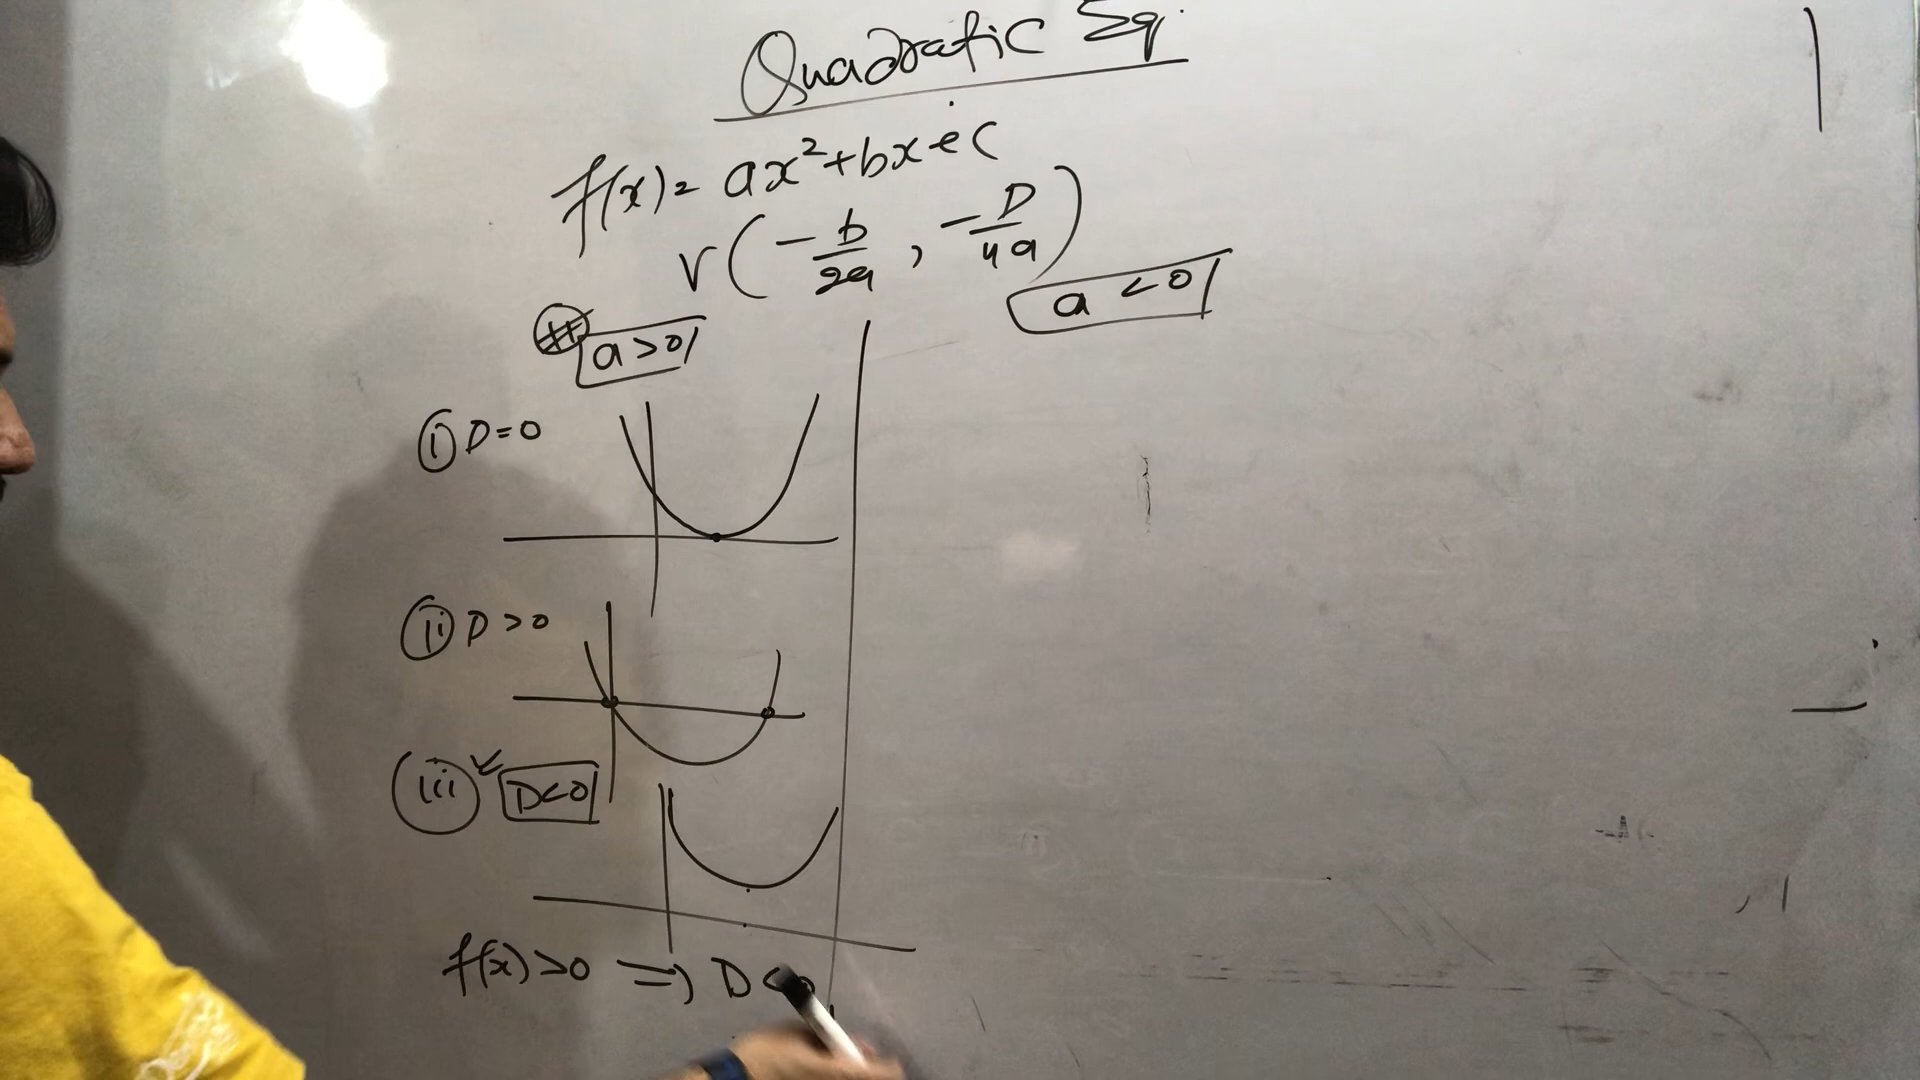 Quadratic Eq.
f(x) = ax²+bx+c
V(-b/2a, -D/4a)
a>0
a<0
(i) D=0
(ii) D>0
(iii) D<0
f(x)>0 => D<0